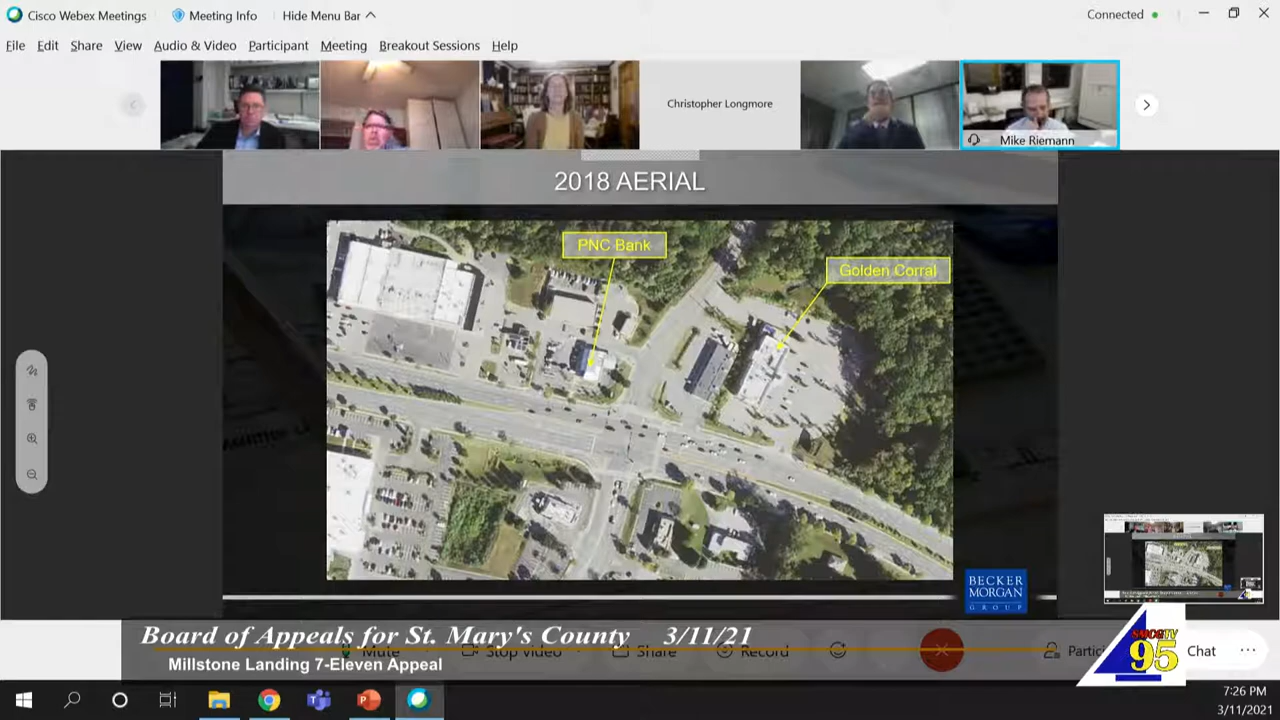 Cisco Webex Meetings
Meeting Info
Hide Menu Bar
Connected
File Edit Share View Audio & Video Participant Meeting Breakout Sessions Help
Christopher Longmore
Mike Riemann
2018 AERIAL
PNC Bank
Golden Corral
BECKER
MORGAN
GROUP
Board of Appeals for St. Mary's County 3/11/21
Mute Stop video Share Record Partici Chat
Millstone Landing 7-Eleven Appeal
SMCGTV
95
7:26 PM
3/11/2021